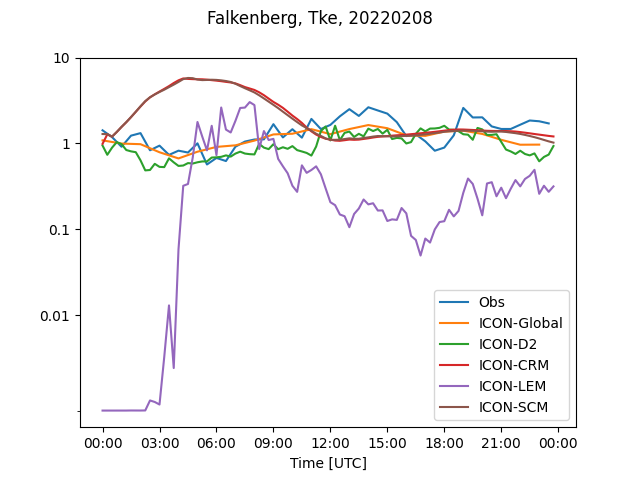 Falkenberg, Tke, 20220208
10
1
0.1
0.01
Obs
ICON-Global
ICON-D2
ICON-CRM
ICON-LEM
ICON-SCM
00:00 03:00 06:00 09:00 12:00 15:00 18:00 21:00 00:00
Time [UTC]